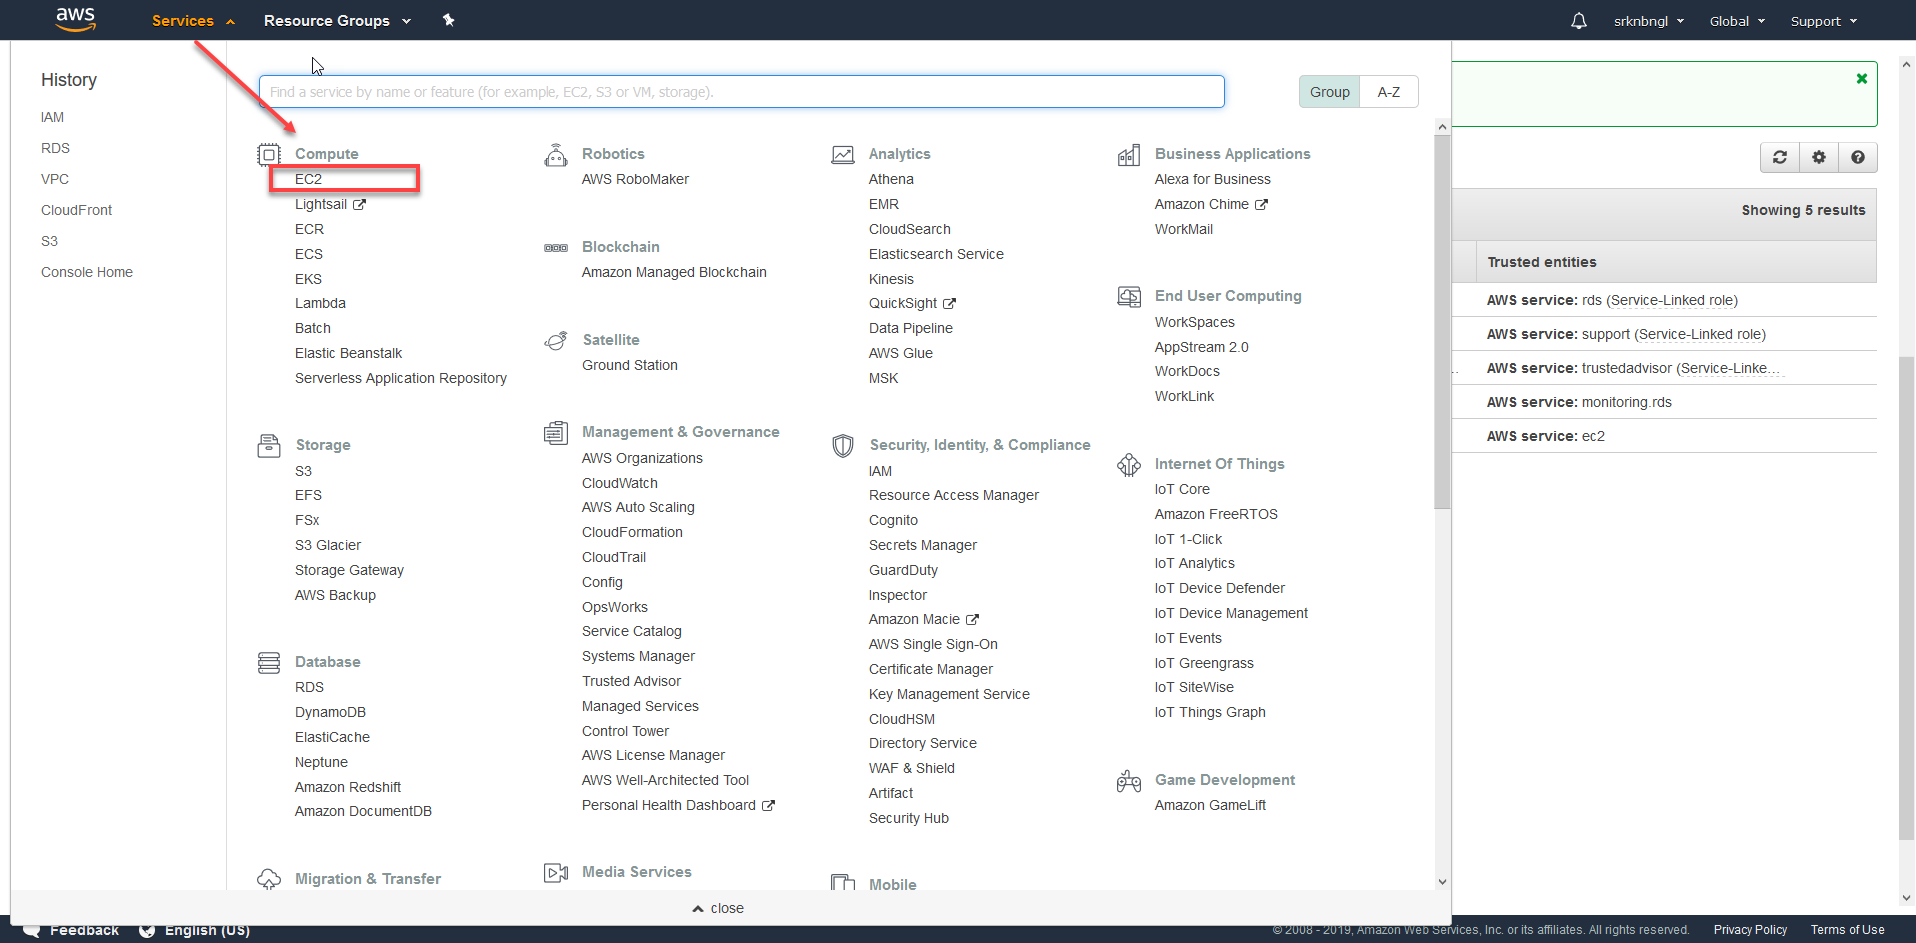 aws
Services
Resource Groups
srknbngl
Global
Support
History
IAM
RDS
VPC
CloudFront
S3
Console Home
Find a service by name or feature (for example, EC2, S3 or VM, storage).
Group
A-Z
Compute
EC2
Lightsail
ECR
ECS
EKS
Lambda
Batch
Elastic Beanstalk
Serverless Application Repository
Storage
S3
EFS
FSx
S3 Glacier
Storage Gateway
AWS Backup
Database
RDS
DynamoDB
ElastiCache
Neptune
Amazon Redshift
Amazon DocumentDB
Migration & Transfer
Robotics
AWS RoboMaker
Blockchain
Amazon Managed Blockchain
Satellite
Ground Station
Management & Governance
AWS Organizations
CloudWatch
AWS Auto Scaling
CloudFormation
CloudTrail
Config
OpsWorks
Service Catalog
Systems Manager
Trusted Advisor
Managed Services
Control Tower
AWS License Manager
AWS Well-Architected Tool
Personal Health Dashboard
Media Services
Analytics
Athena
EMR
CloudSearch
Elasticsearch Service
Kinesis
QuickSight
Data Pipeline
AWS Glue
MSK
Security, Identity, & Compliance
IAM
Resource Access Manager
Cognito
Secrets Manager
GuardDuty
Inspector
Amazon Macie
AWS Single Sign-On
Certificate Manager
Key Management Service
CloudHSM
Directory Service
WAF & Shield
Artifact
Security Hub
Mobile
Business Applications
Alexa for Business
Amazon Chime
WorkMail
End User Computing
WorkSpaces
AppStream 2.0
WorkDocs
WorkLink
Internet Of Things
IoT Core
Amazon FreeRTOS
IoT 1-Click
IoT Analytics
IoT Device Defender
IoT Device Management
IoT Events
IoT Greengrass
IoT SiteWise
IoT Things Graph
Game Development
Amazon GameLift
close
Showing 5 results
Trusted entities
AWS service: rds (Service-Linked role)
AWS service: support (Service-Linked role)
AWS service: trustedadvisor (Service-Linke...
AWS service: monitoring.rds
AWS service: ec2
Feedback
English (US)
© 2008 - 2019, Amazon Web Services, Inc. or its affiliates. All rights reserved.
Privacy Policy
Terms of Use